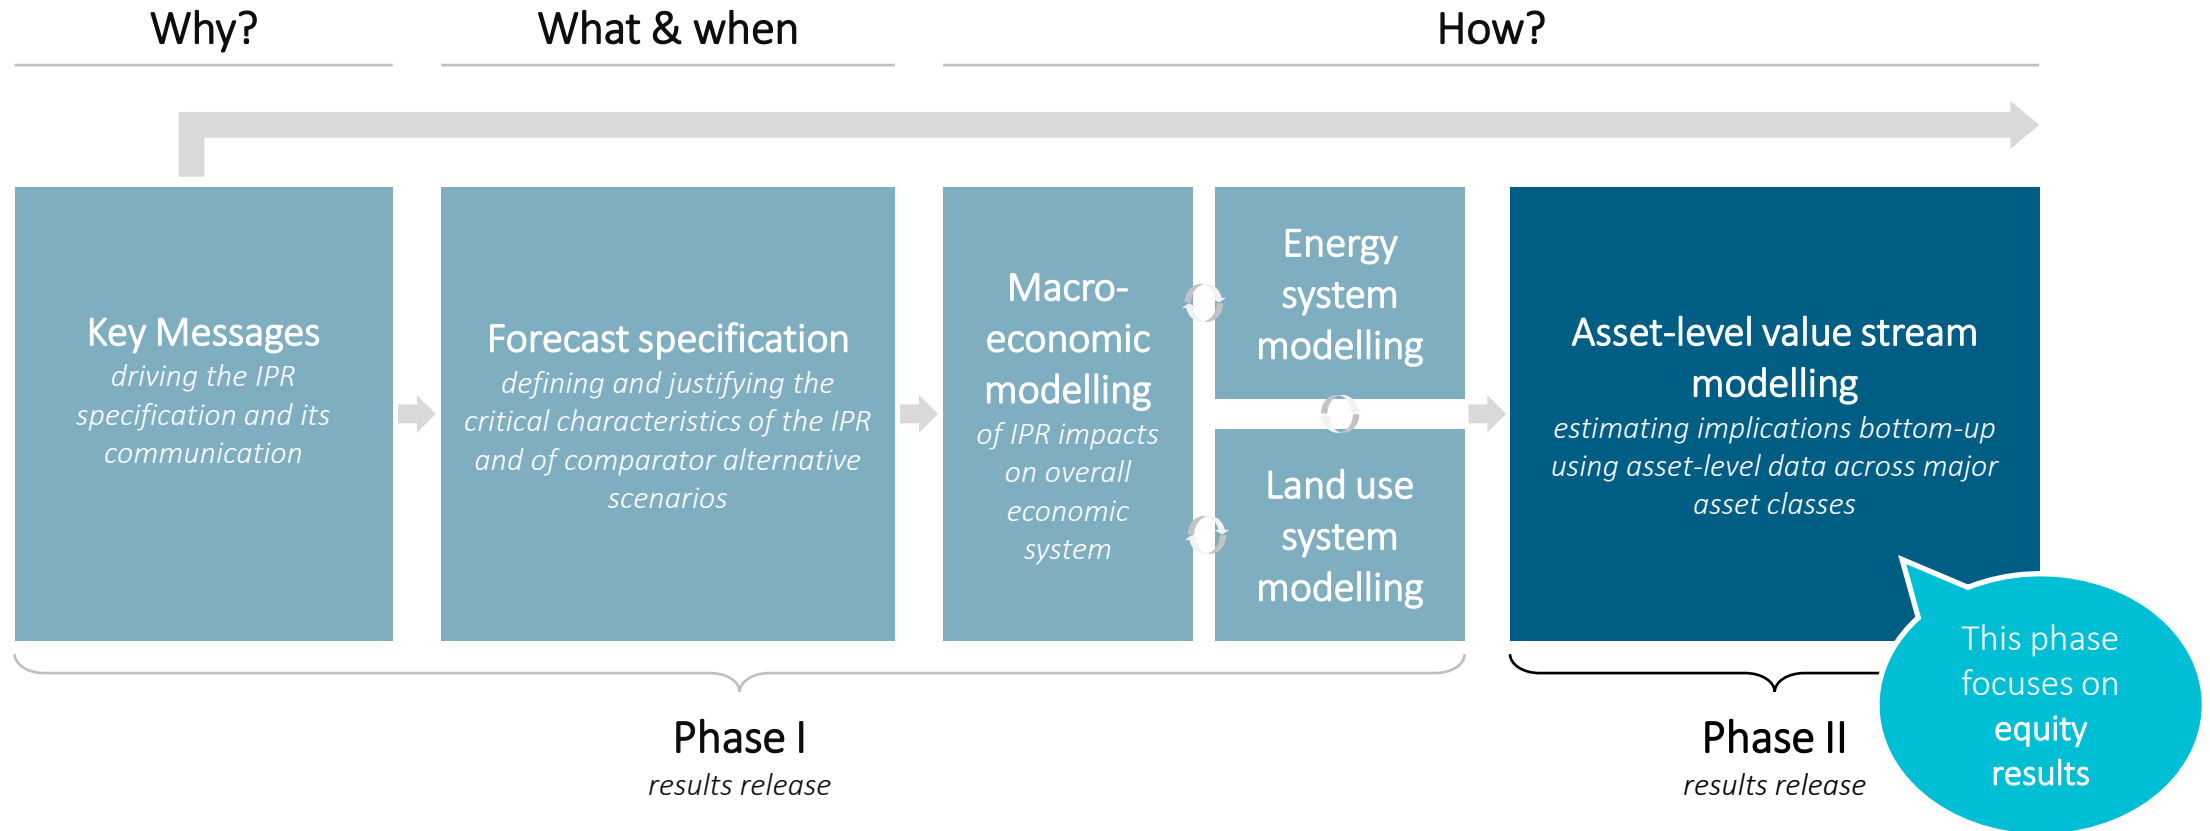 Why?
What & when
How?
Key Messages
driving the IPR
specification and its
communication
Forecast specification
defining and justifying the
critical characteristics of the IPR
and of comparator alternative
scenarios
Macro-
economic
modelling
of IPR impacts
on overall
economic
system
Energy
system
modelling
Land use
system
modelling
Asset-level value stream
modelling
estimating implications bottom-up
using asset-level data across major
asset classes
Phase I
results release
Phase II
results release
This phase
focuses on
equity
results